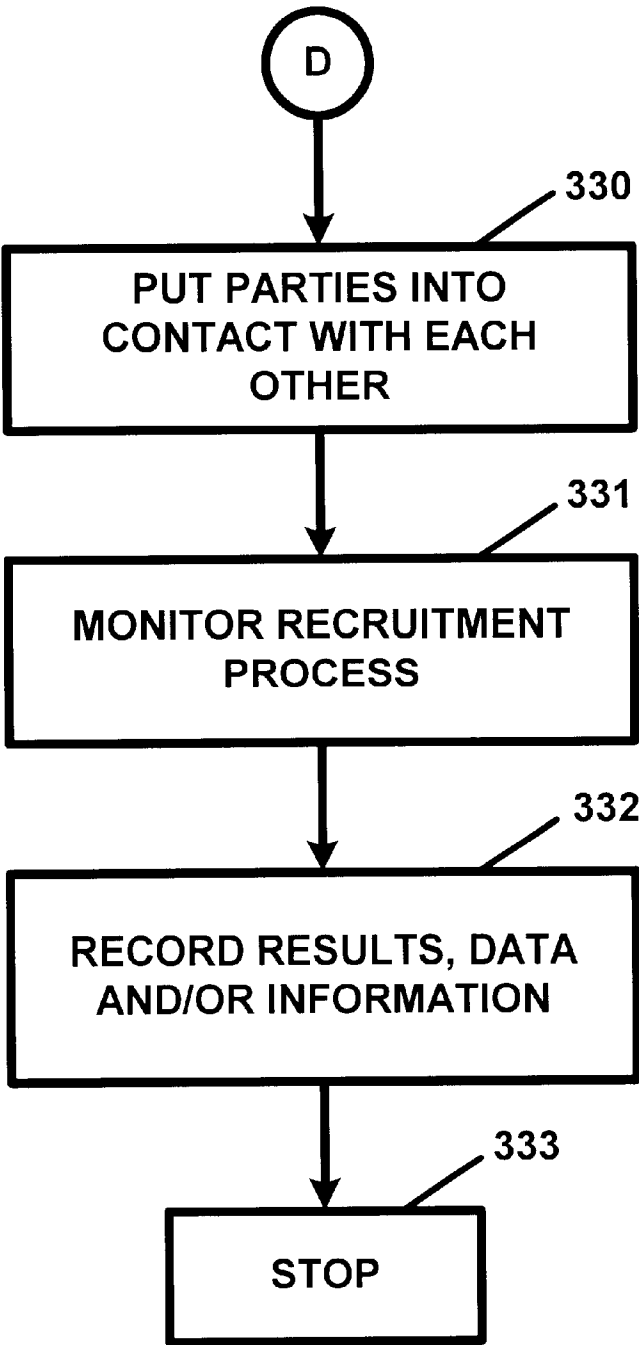 D
330
PUT PARTIES INTO
CONTACT WITH EACH
OTHER
331
MONITOR RECRUITMENT
PROCESS
332
RECORD RESULTS, DATA
AND/OR INFORMATION
333
STOP